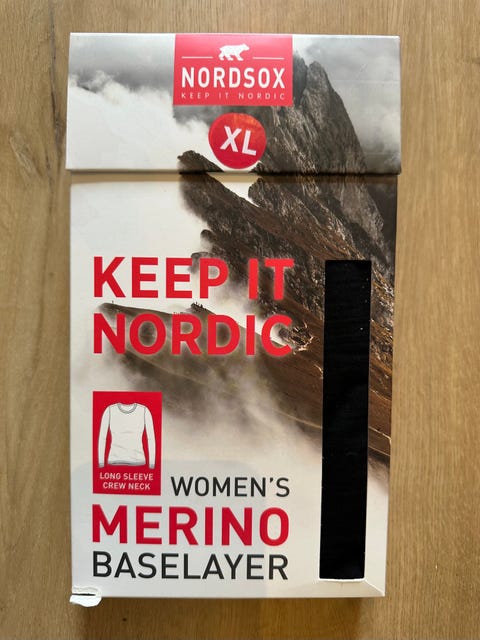 NORDSOX
KEEP IT NORDIC
XL
KEEP IT
NORDIC
LONG SLEEVE
CREW NECK
WOMEN'S
MERINO
BASELAYER